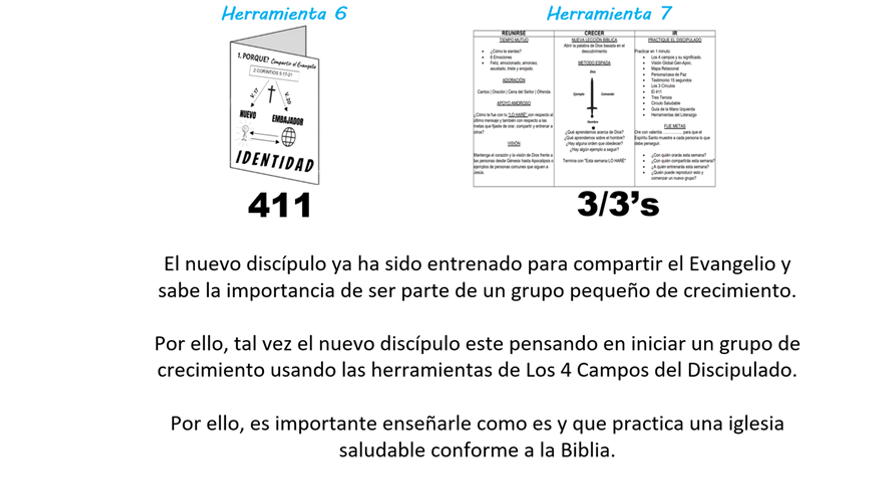 Herramienta 6
Herramienta 7
1. PORQUE? Compartir el Evangelio
2 CORINTIOS 5:17-21
V.17
V.20
NUEVO
EMBAJADOR
IDENTIDAD
REUNIRSE
TIEMPO MUTUO
¿Cómo te sientes?
6 Emociones
Feliz, emocionado, amoroso,
asustado, triste y enojado.
ADORACIÓN
Cantos | Oración | Cena del Señor | Ofrenda
APOYO AMOROSO
¿Cómo te fue con tu "LO HARÉ" con respecto al
último mensaje y también con respecto a las
metas que fijaste de orar, compartir y entrenar a
otros?
VISIÓN
Mantenga el corazón y la visión de Dios frente a
las personas desde Génesis hasta Apocalipsis o
ejemplos de personas comunes que siguen a
Jesús.
CRECER
NUEVA LECCIÓN BÍBLICA
Abrir la palabra de Dios basada en el
descubrimiento
METODO ESPADA
Dios
Ejemplo
Comando
Hombre
¿Qué aprendemos acerca de Dios?
¿Qué aprendemos sobre el hombre?
¿Hay alguna orden que obedecer?
¿Hay algún ejemplo a seguir?
Termina con "Esta semana LO HARÉ"
IR
PRACTIQUE EL DISCIPULADO
Practicar en 1 minuto:
Los 4 campos y su significado.
Visión Global Geo-Apoc.
Mapa Relacional
Persona/casa de Paz
Testimonio 15 segundos
Los 3 Círculos
El 411
Tres Tercios
Círculo Saludable
Guía de la Mano Izquierda
Herramientas del Liderazgo
FIJE METAS
Ore con valentía para que el
Espíritu Santo muestre a cada persona lo que
debe perseguir.
¿Con quién orarás esta semana?
¿Con quién compartirás esta semana?
¿A quién entrenarás esta semana?
¿Quién puede reproducir esto y
comenzar un nuevo grupo?
411
3/3's
El nuevo discípulo ya ha sido entrenado para compartir el Evangelio y
sabe la importancia de ser parte de un grupo pequeño de crecimiento.
Por ello, tal vez el nuevo discípulo este pensando en iniciar un grupo de
crecimiento usando las herramientas de Los 4 Campos del Discipulado.
Por ello, es importante enseñarle como es y que practica una iglesia
saludable conforme a la Biblia.